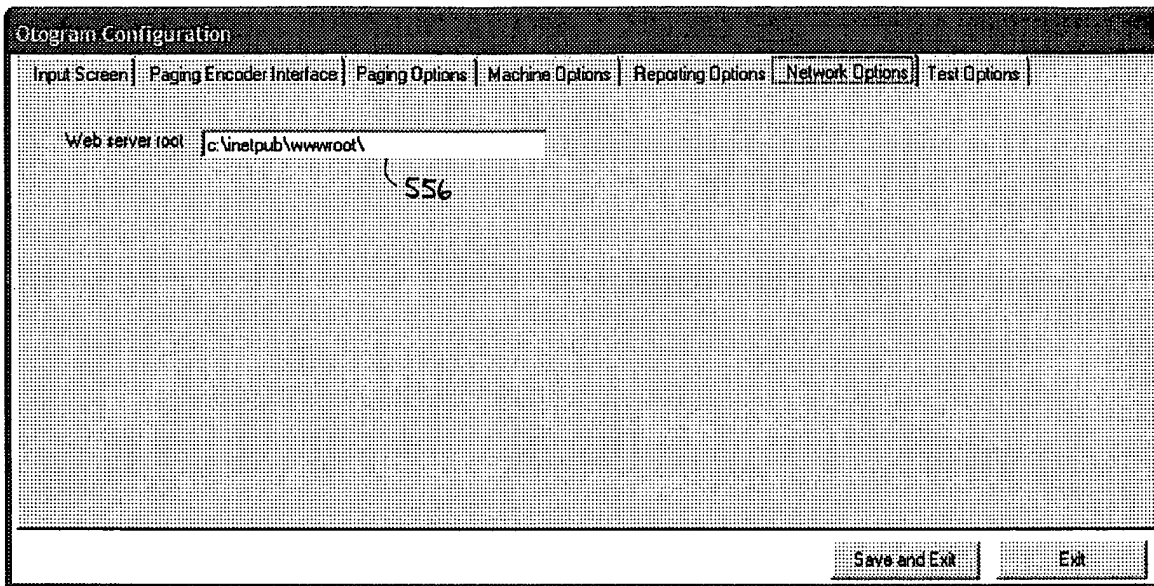 Otogram Configuration
Input Screen Paging Encoder Interface Paging Options Machine Options Reporting Options Network Options Test Options
Web server root c:\inetpub\wwwroot\
556
Save and Exit Exit